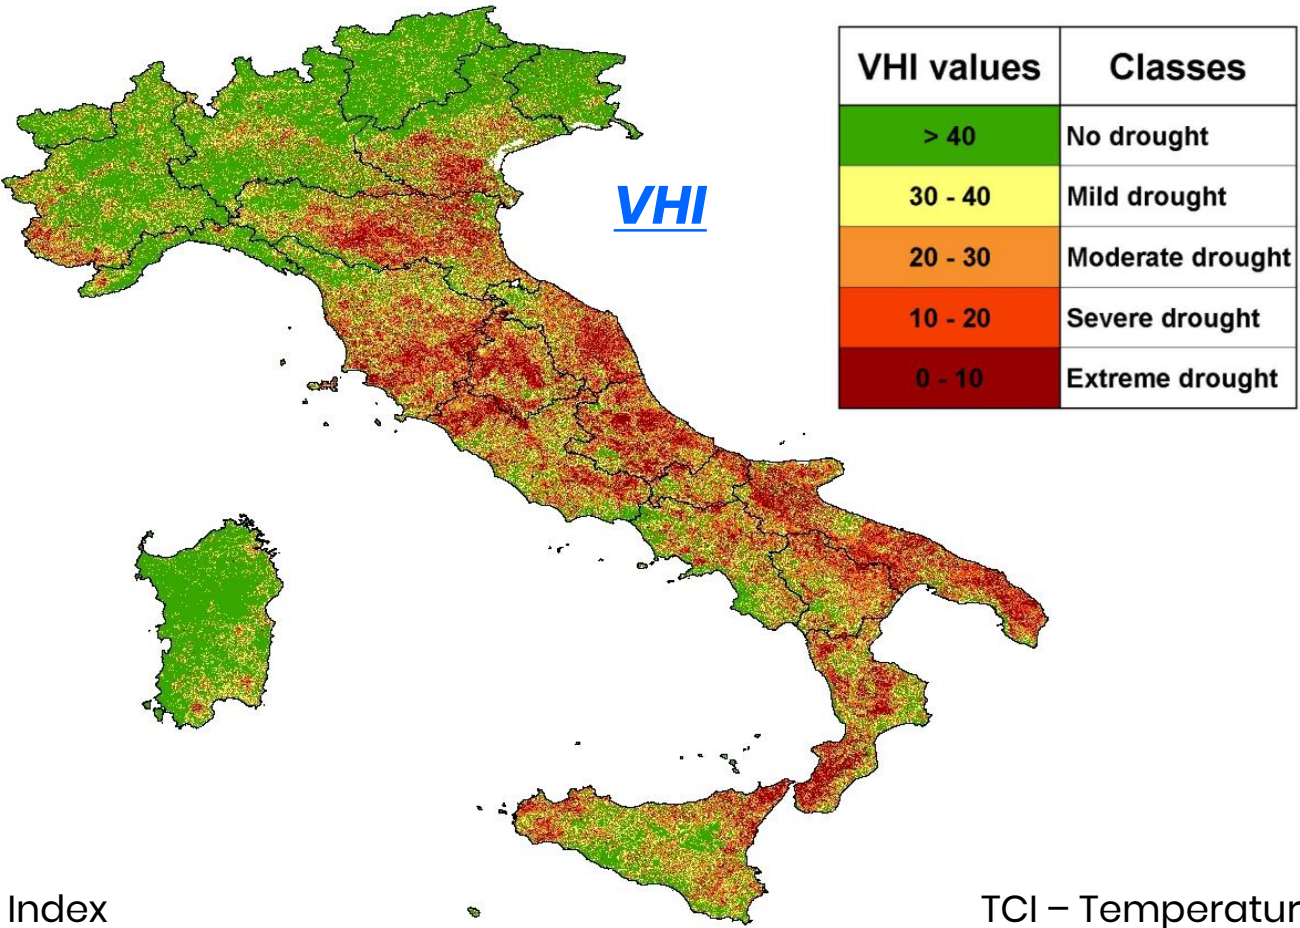 VHI values Classes
> 40 No drought
30 - 40 Mild drought
20 - 30 Moderate drought
10 - 20 Severe drought
0 - 10 Extreme drought
VHI
Index
TCI – Temperatur